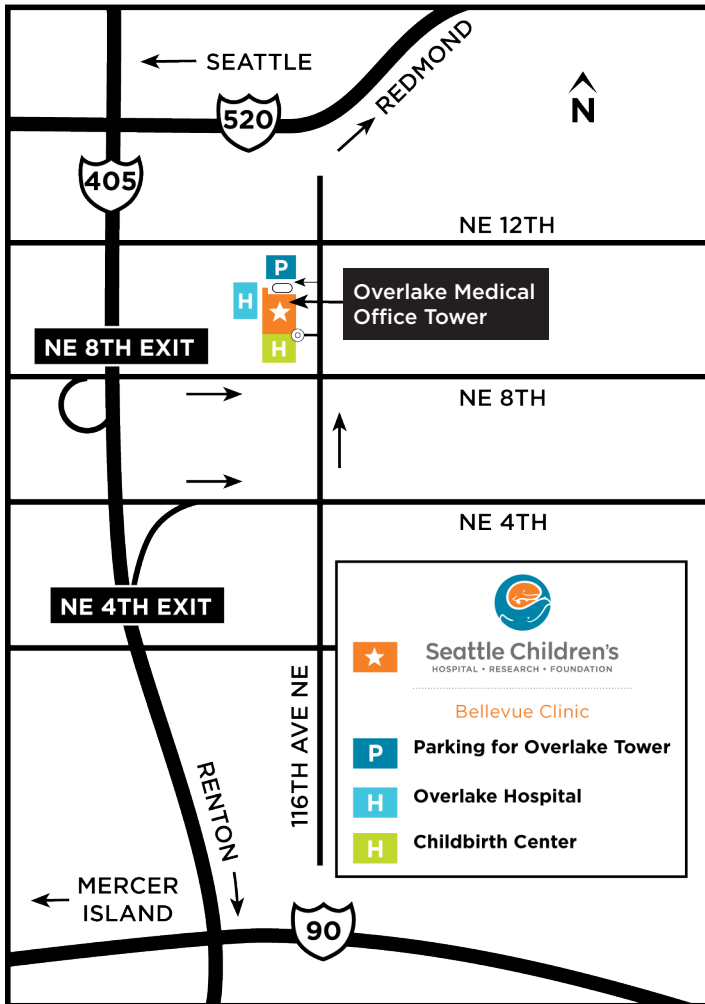 SEATTLE
REDMOND
520
N
405
NE 12TH
P
H
H
Overlake Medical
Office Tower
NE 8TH EXIT
NE 8TH
NE 4TH
NE 4TH EXIT
116TH AVE NE
RENTON
MERCER
ISLAND
90
Seattle Children's
HOSPITAL • RESEARCH • FOUNDATION
Bellevue Clinic
P Parking for Overlake Tower
H Overlake Hospital
H Childbirth Center